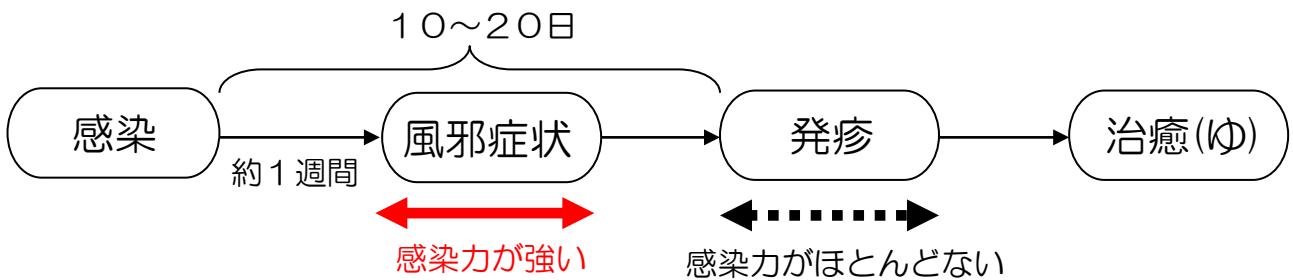 １０～２０日
感染
風邪症状
発疹
治癒(ゆ)
約１週間
感染力が強い
感染力がほとんどない